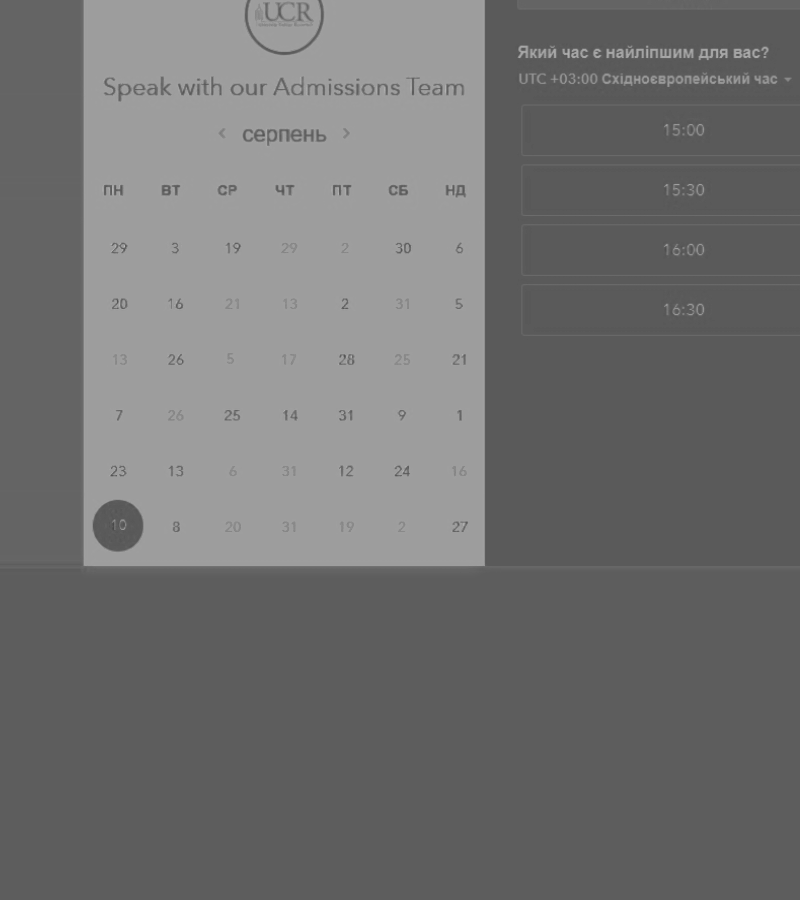 UCR
Speak with our Admissions Team
серпень
ПН ВТ СР ЧТ ПТ СБ НД
29 3 19 29 2 30 6
20 16 21 13 2 31 5
13 26 5 17 28 25 21
7 26 25 14 31 9 1
23 13 6 31 12 24 16
10 8 20 31 19 2 27
Який час є найліпшим для вас?
UTC +03:00 Східноєвропейський час
15:00
15:30
16:00
16:30